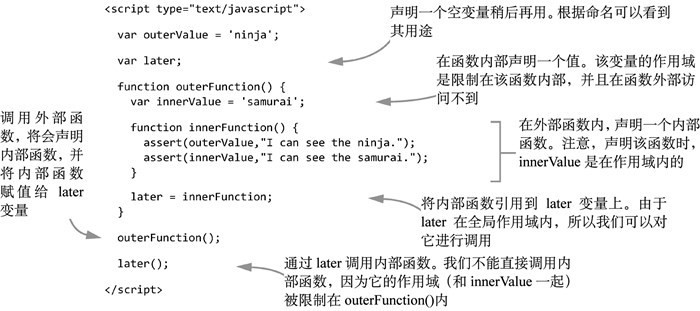 <script type="text/javascript">
var outerValue = 'ninja';
声明一个空变量稍后再用。根据命名可以看到
其用途
var later;
function outerFunction() {
var innerValue = 'samurai';
在函数内部声明一个值。该变量的作用域
是限制在该函数内部，并且在函数外部访
问不到
function innerFunction() {
assert(outerValue,"I can see the ninja.");
assert(innerValue,"I can see the samurai.");
}
在外部函数内，声明一个内部
函数。注意，声明该函数时，
innerValue 是在作用域内的
later = innerFunction;
}
将内部函数引用到 later 变量上。由于
later 在全局作用域内，所以我们可以对
它进行调用
调用外部函
数，将会声明
内部函数，并
将内部函数
赋值给 later
变量
outerFunction();
later();
通过 later 调用内部函数。我们不能直接调用内
部函数，因为它的作用域（和 innerValue 一起）
被限制在 outerFunction()内
</script>